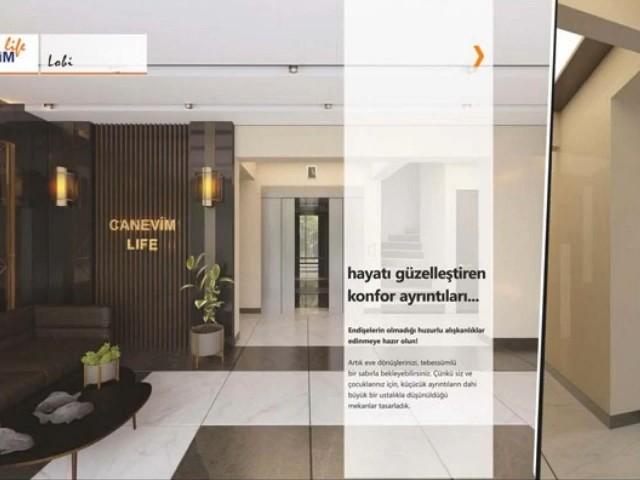 life
İM
Lobi
CANEVİM
LIFE
hayatı güzelleştiren
konfor ayrıntıları...
Endişelerin olmadığı huzurlu alışkanlıklar
edinmeye hazır olun!
Artık eve dönüşlerinizi, tebessümlü
bir sabırla bekleyebilirsiniz. Çünkü siz ve
çocuklarınız için, küçücük ayrıntıların dahi
büyük bir ustalıkla düşünüldüğü
mekanlar tasarladık.